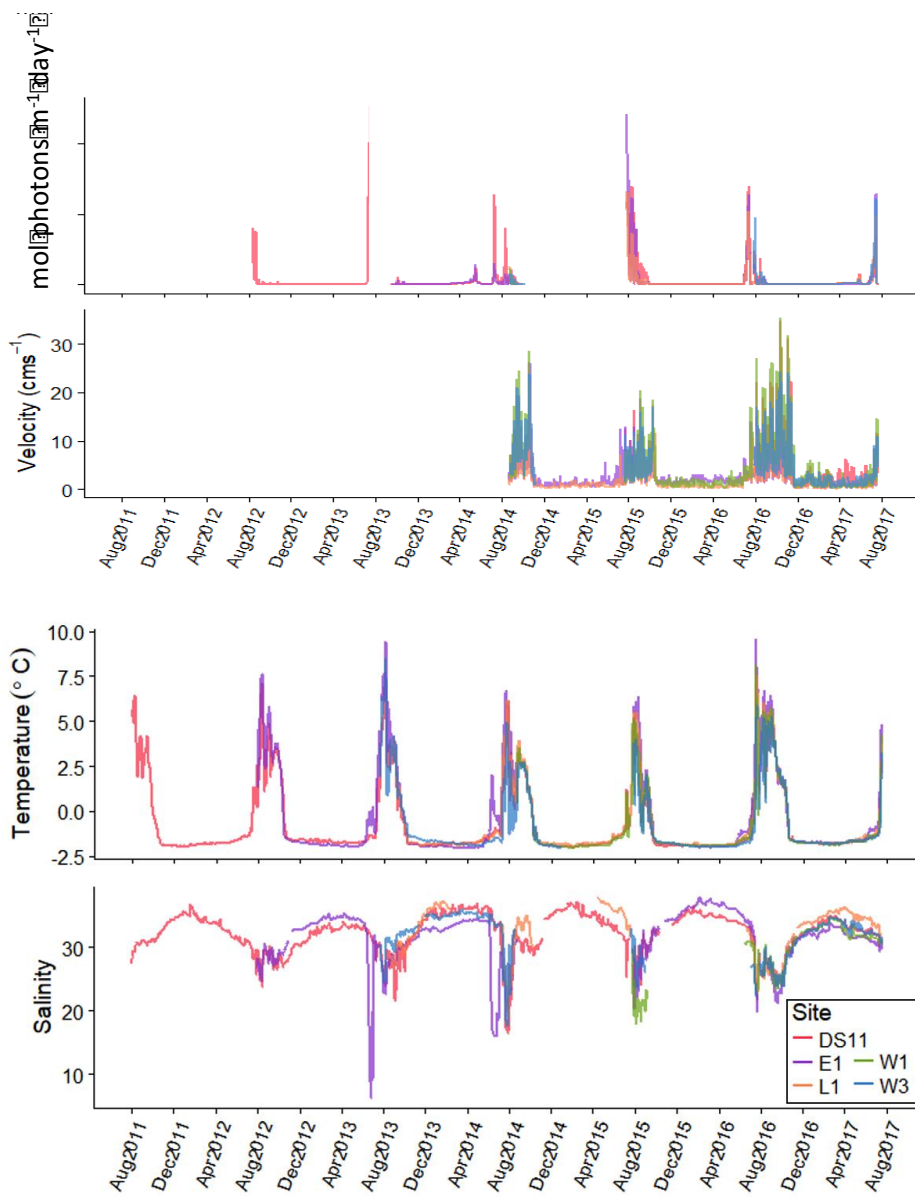 mol photons m⁻¹ day⁻¹
Velocity (cms⁻¹)
30
20
10
0
Aug2011
Dec2011
Apr2012
Aug2012
Dec2012
Apr2013
Aug2013
Dec2013
Apr2014
Aug2014
Dec2014
Apr2015
Aug2015
Dec2015
Apr2016
Aug2016
Dec2016
Apr2017
Aug2017
Temperature (° C)
10.0
7.5
5.0
2.5
0.0
-2.5
Salinity
30
20
10
Site
DS11
E1 W1
L1 W3
Aug2011
Dec2011
Apr2012
Aug2012
Dec2012
Apr2013
Aug2013
Dec2013
Apr2014
Aug2014
Dec2014
Apr2015
Aug2015
Dec2015
Apr2016
Aug2016
Dec2016
Apr2017
Aug2017